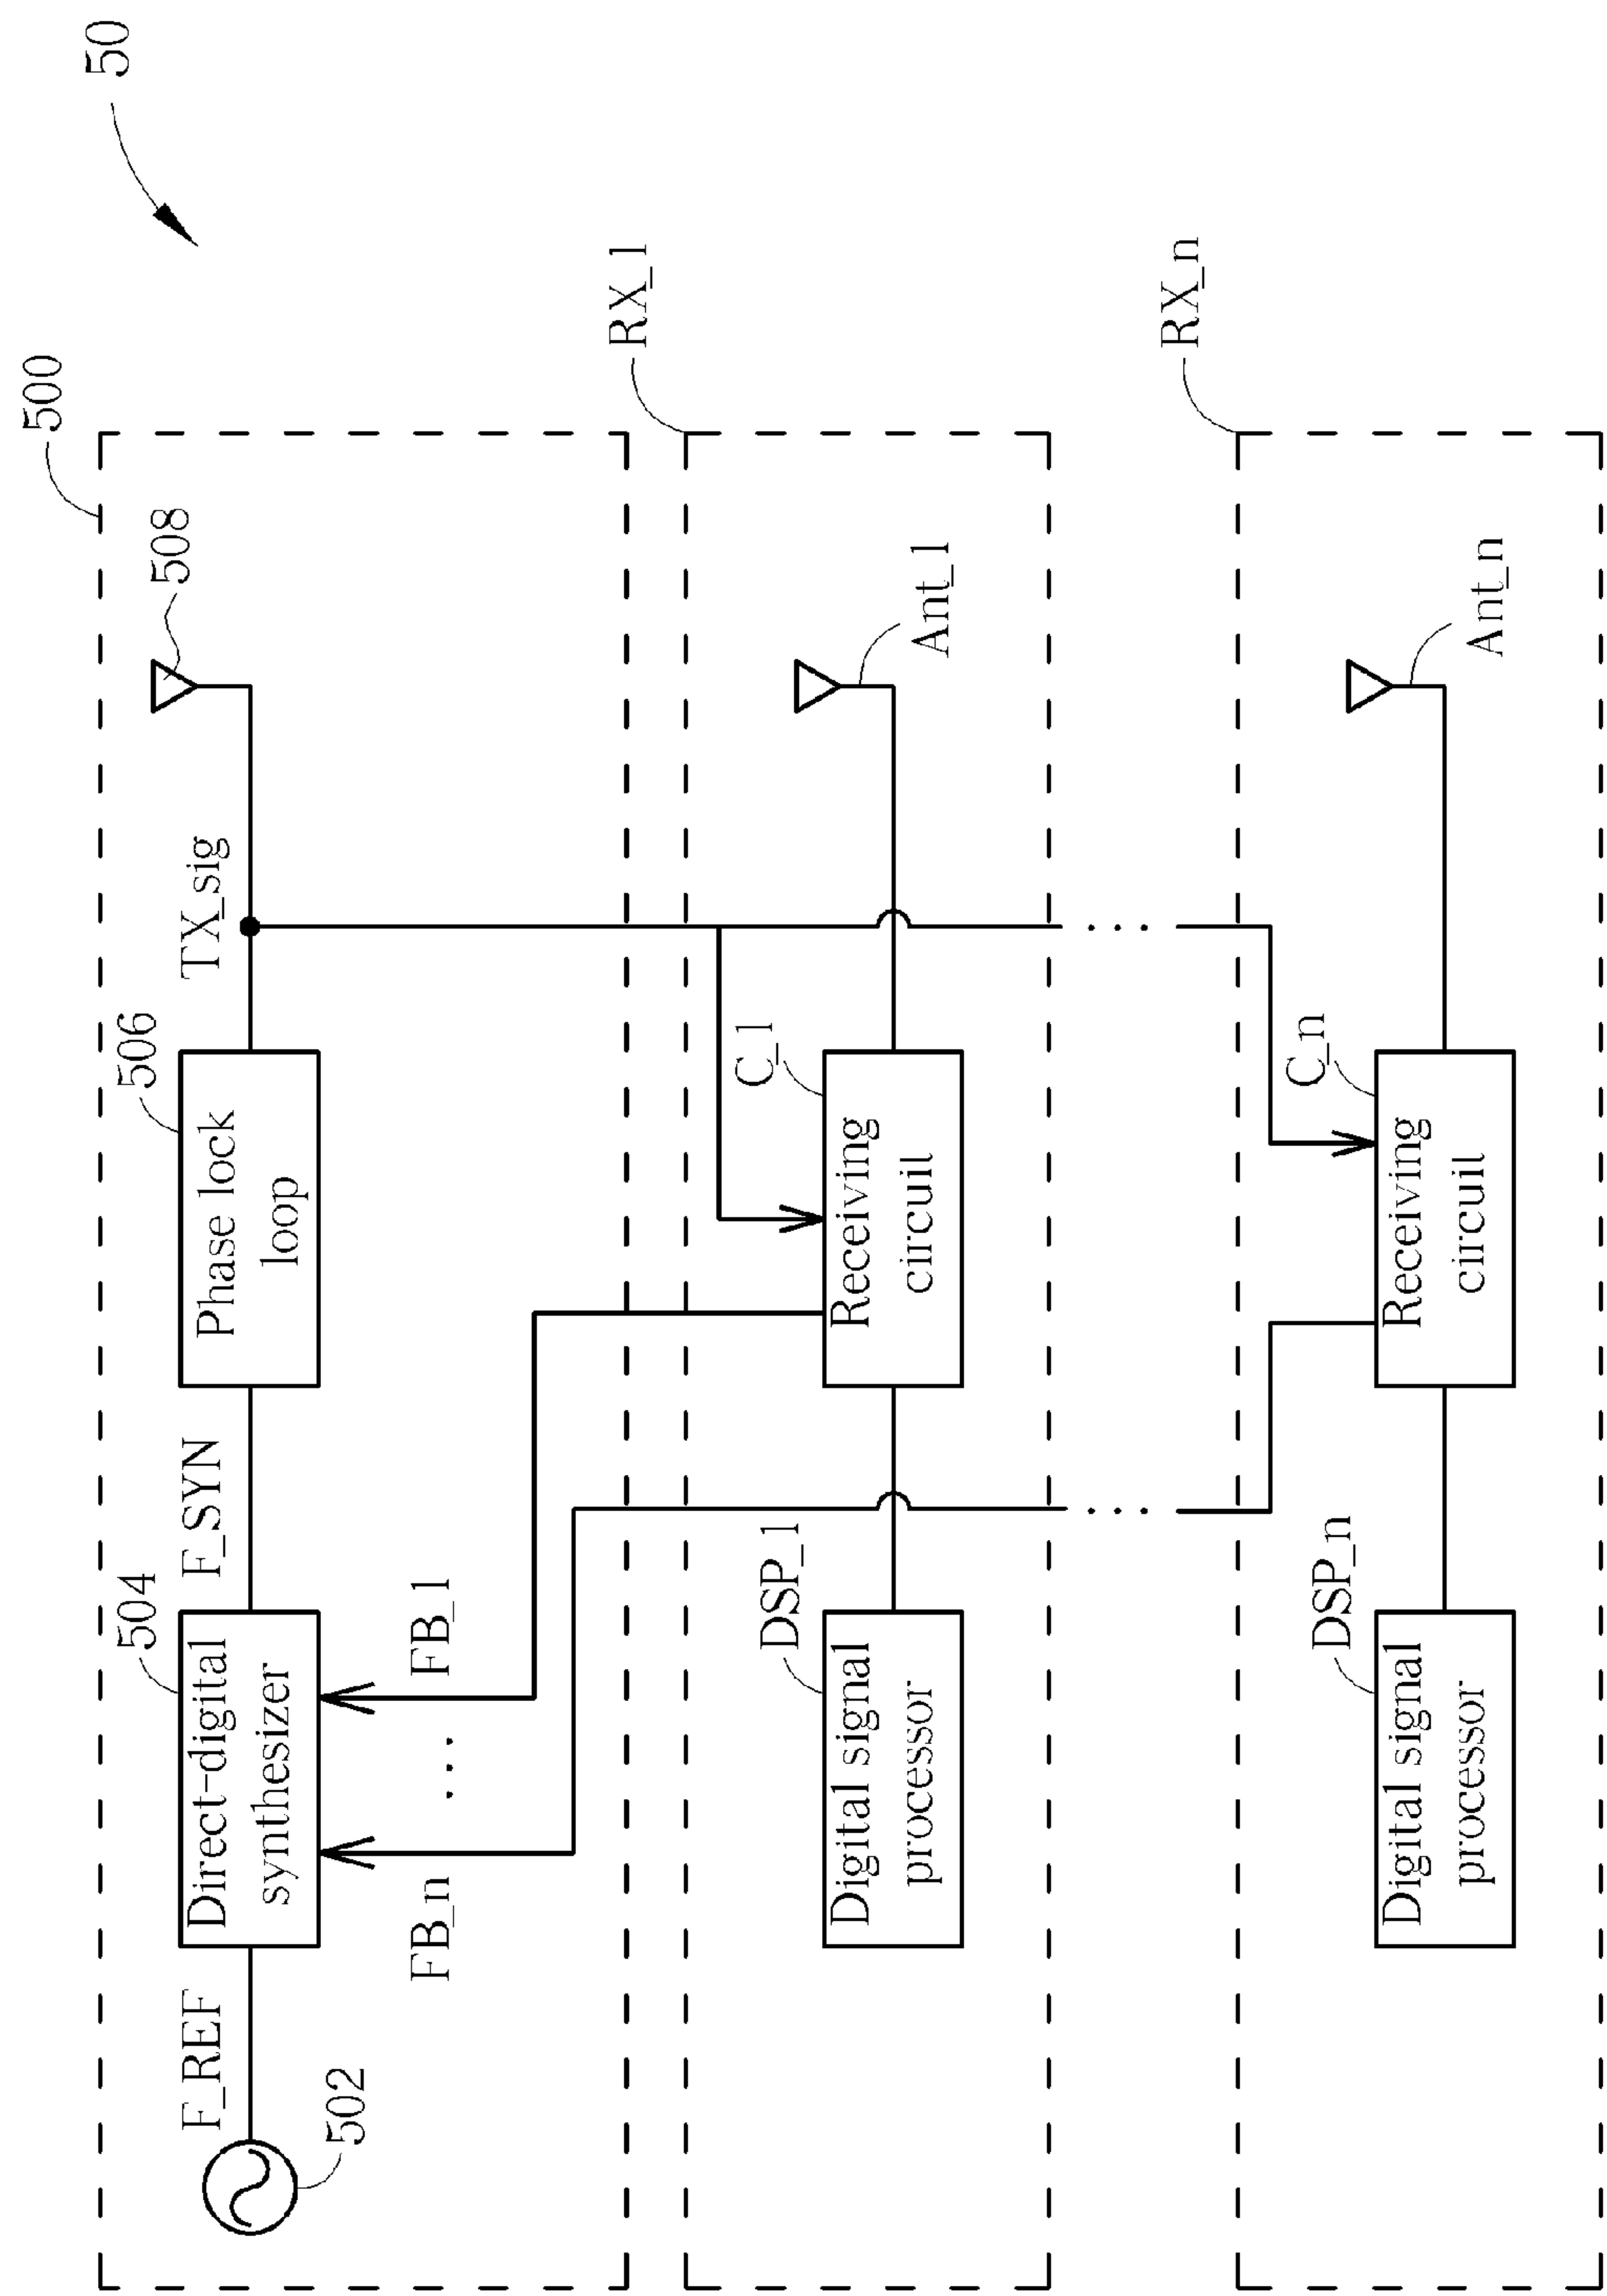 50
500
F_REF
502
504
Direct-digital
synthesizer
F_SYN
506
Phase lock
loop
TX_sig
508
FB_n
...
FB_1
RX_1
DSP_1
Digital signal
processor
C_1
Receiving
circuit
Ant_1
...
...
RX_n
DSP_n
Digital signal
processor
C_n
Receiving
circuit
Ant_n